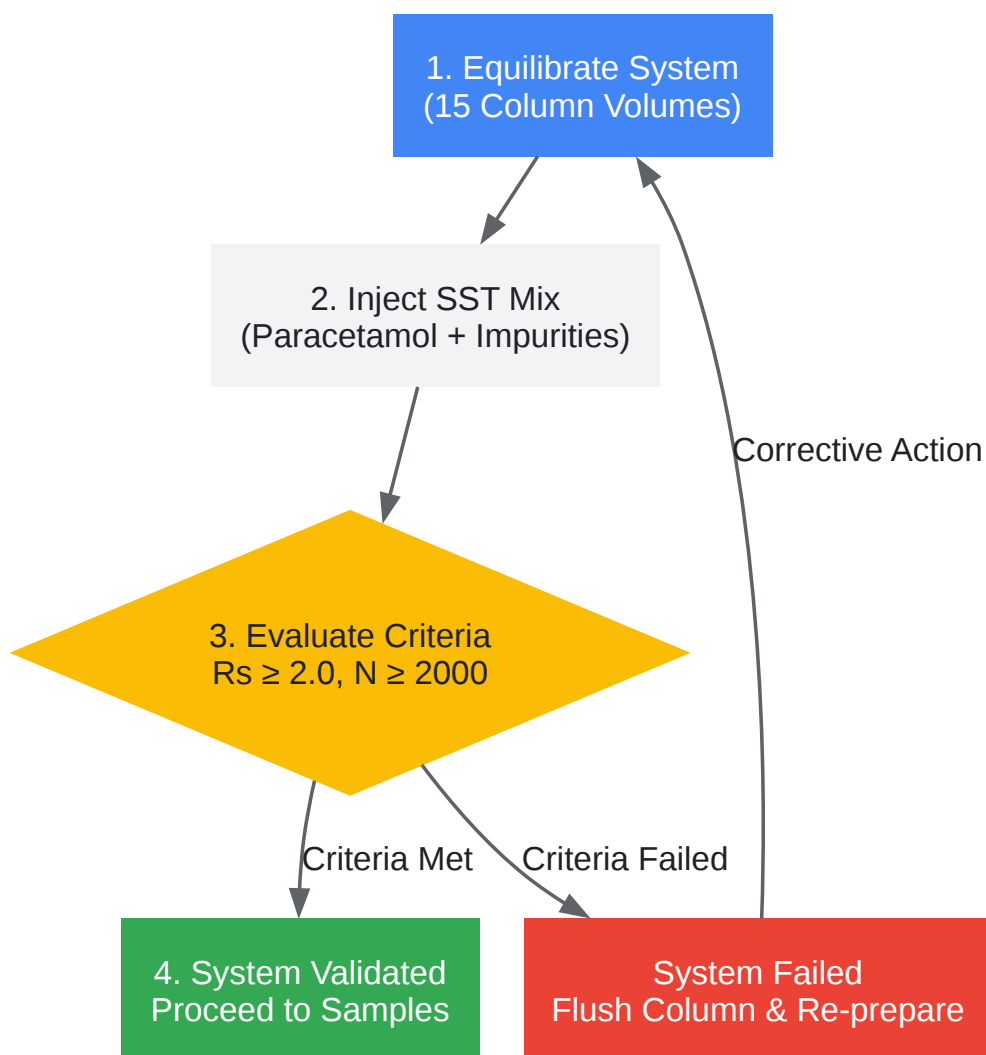 1. Equilibrate System
(15 Column Volumes)
2. Inject SST Mix
(Paracetamol + Impurities)
Corrective Action
3. Evaluate Criteria
Rs ≥ 2.0, N ≥ 2000
Criteria Met
Criteria Failed
4. System Validated
Proceed to Samples
System Failed
Flush Column & Re-prepare